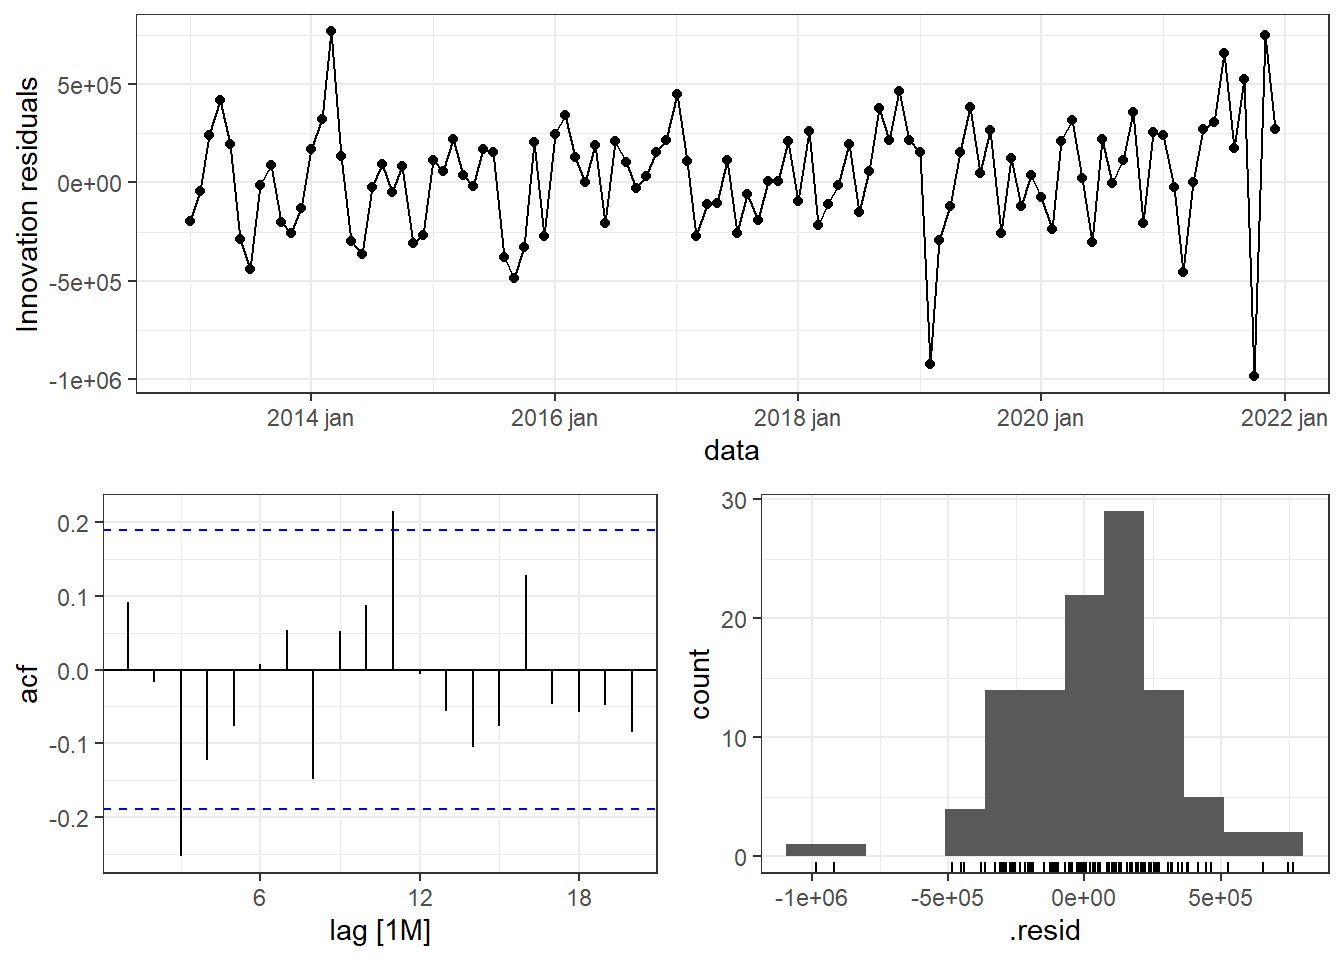 Innovation residuals
5e+05
0e+00
-5e+05
-1e+06
2014 jan
2016 jan
2018 jan
2020 jan
2022 jan
data
acf
0.2
0.1
0.0
-0.1
-0.2
6
12
18
lag [1M]
count
30
20
10
0
-1e+06
-5e+05
0e+00
5e+05
.resid